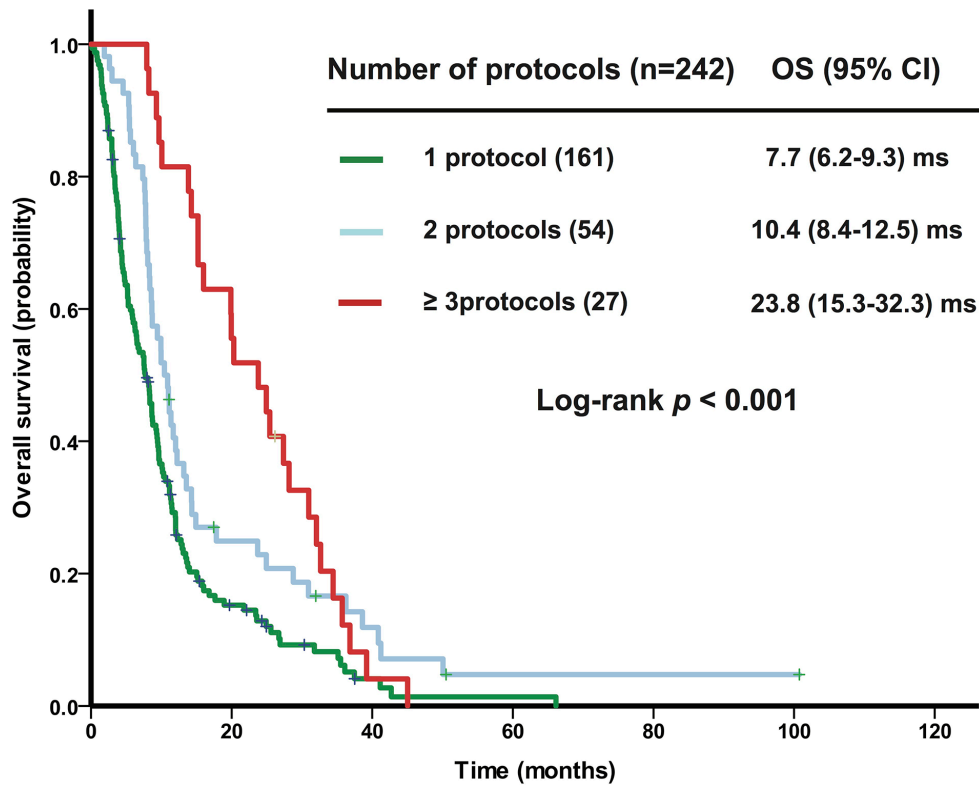 Number of protocols (n=242) OS (95% CI)
1 protocol (161) 7.7 (6.2-9.3) ms
2 protocols (54) 10.4 (8.4-12.5) ms
≥ 3protocols (27) 23.8 (15.3-32.3) ms
Log-rank p < 0.001
Overall survival (probability)
1.0
0.8
0.6
0.4
0.2
0.0
0 20 40 60 80 100 120
Time (months)